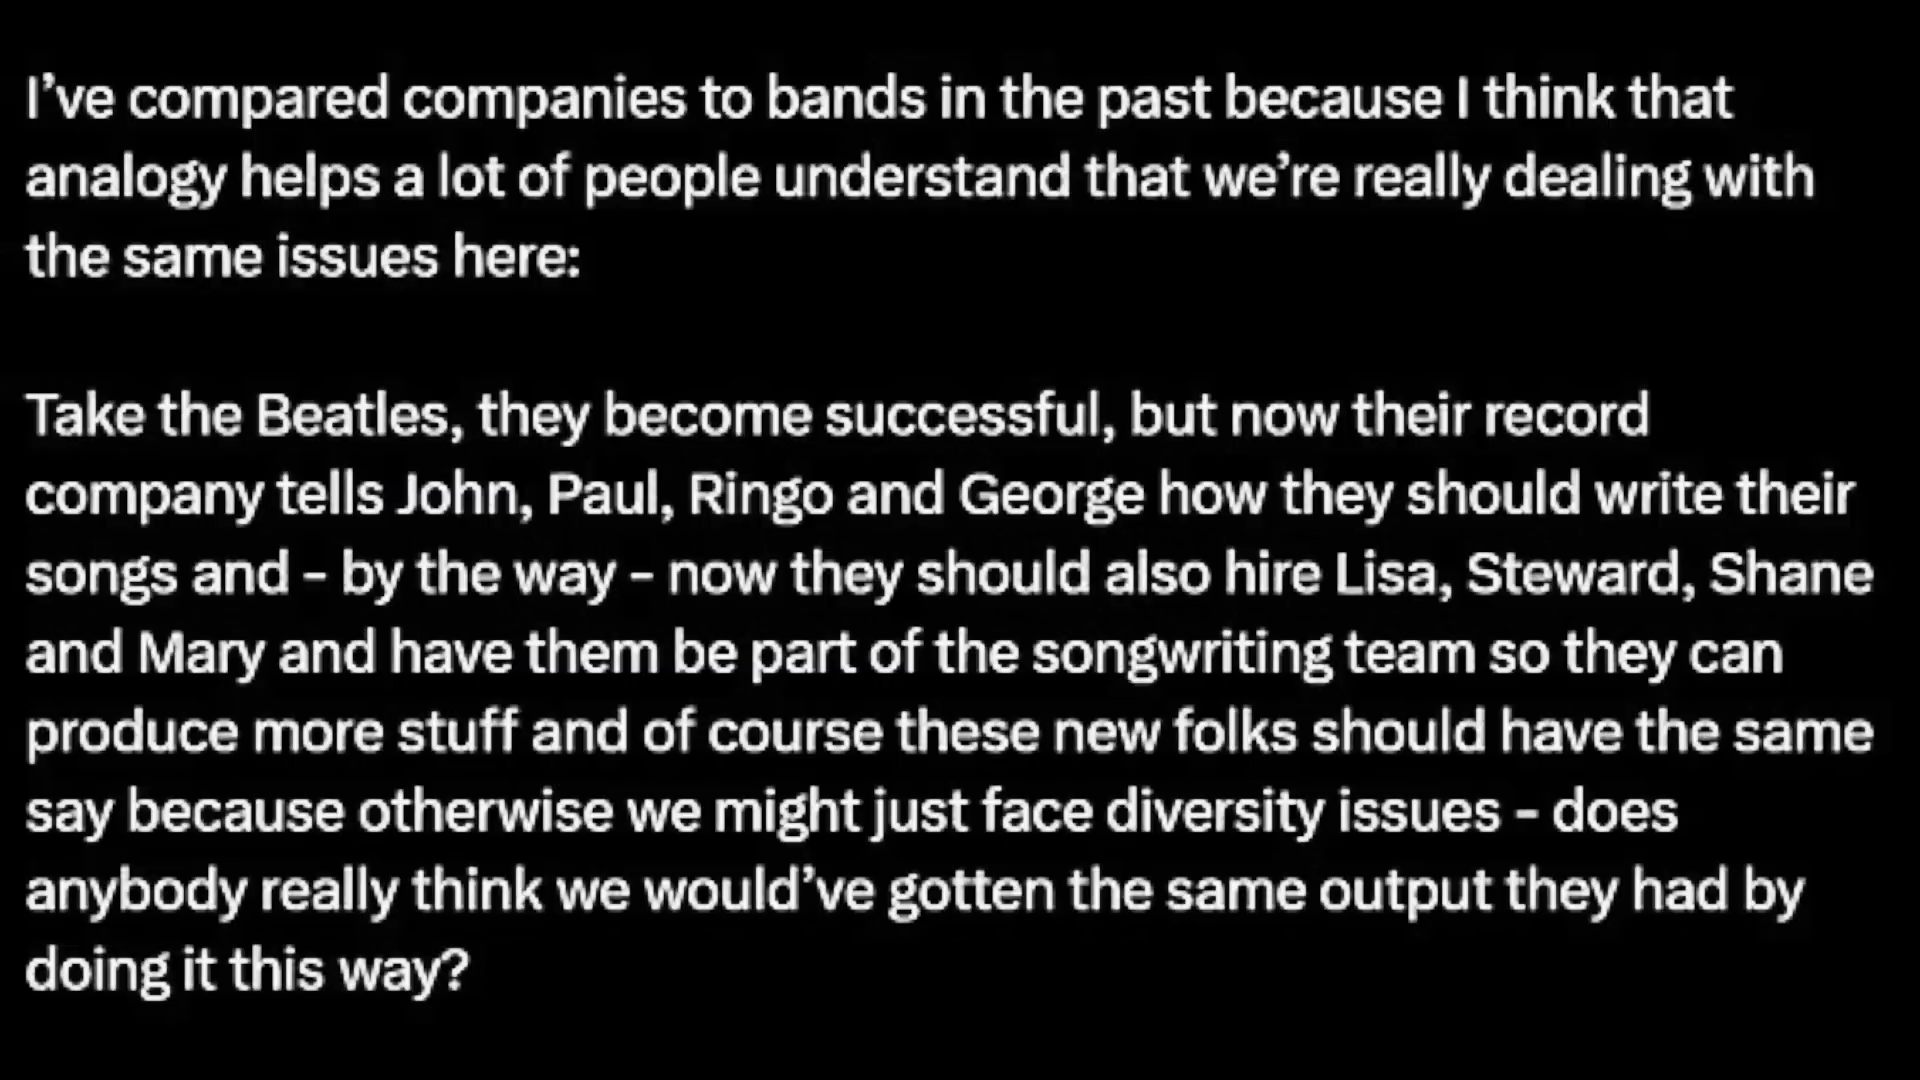 I’ve compared companies to bands in the past because I think that
analogy helps a lot of people understand that we’re really dealing with
the same issues here:
Take the Beatles, they become successful, but now their record
company tells John, Paul, Ringo and George how they should write their
songs and – by the way – now they should also hire Lisa, Steward, Shane
and Mary and have them be part of the songwriting team so they can
produce more stuff and of course these new folks should have the same
say because otherwise we might just face diversity issues – does
anybody really think we would’ve gotten the same output they had by
doing it this way?